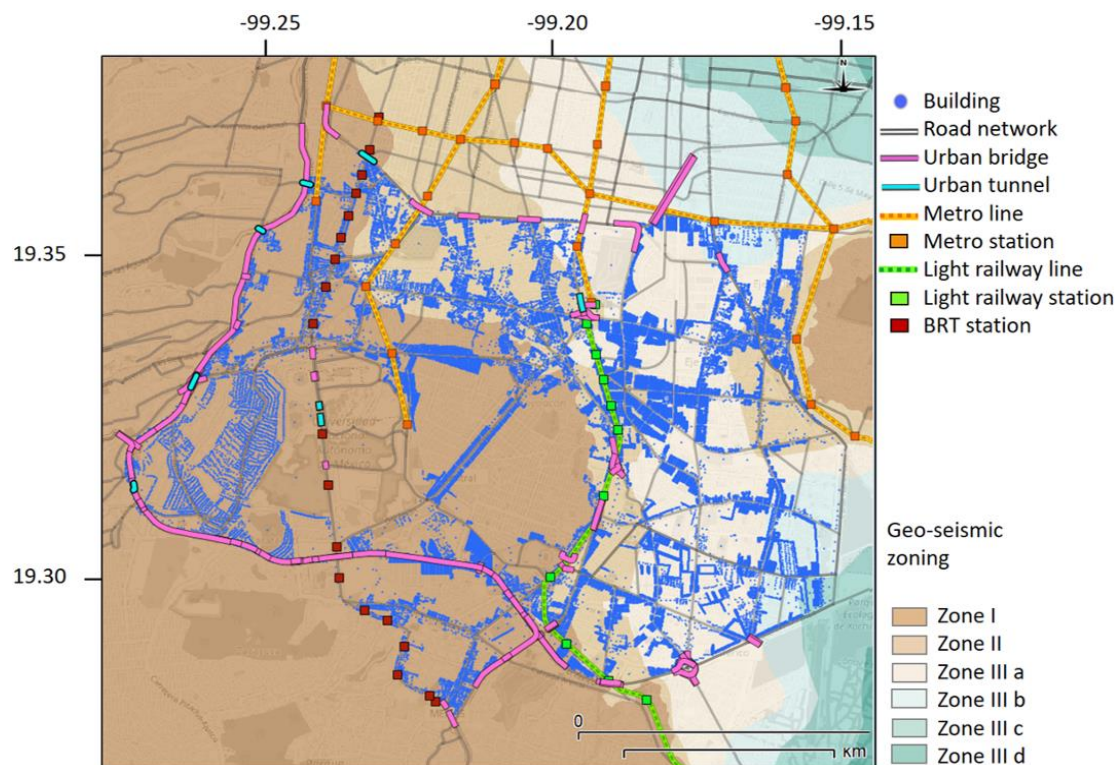 -99.25
-99.20
-99.15
N
19.35
19.30
Building
Road network
Urban bridge
Urban tunnel
Metro line
Metro station
Light railway line
Light railway station
BRT station
Geo-seismic
zoning
Zone I
Zone II
Zone III a
Zone III b
Zone III c
Zone III d
0
KM